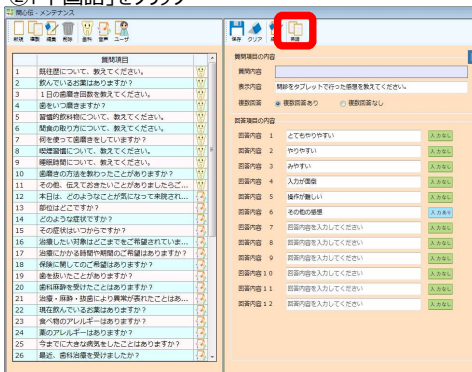 関心係 - メンテナンス
新規 複製 編集 削除 歯科 音声 ユーザ
保存 クリア 英語
質問項目
1 既往歴について、教えてください。
2 飲んでいるお薬はありますか？
3 1日の歯磨き回数を教えてください。
4 歯をいつ磨きますか？
5 習慣的飲料物について、教えてください。
6 間食の取り方について、教えてください。
7 何を使って歯磨きをしていますか？
8 喫煙習慣について、教えてください。
9 睡眠時間について、教えてください。
10 歯磨きの方法を教わったことがありますか？
11 その他、伝えておきたいことがありましたらご...
12 本日は、どのようなことが気になって来院され...
13 部位はどこですか？
14 どのような症状ですか？
15 その症状はいつからですか？
16 治療したい対象はどこまでをご希望されていま...
17 治療にかかる時間や期間のご希望はありますか？
18 保険に関してのご希望はありますか？
19 歯を抜いたことがありますか？
20 歯科麻酔を受けたことはありますか？
21 治療・麻酔・抜歯により異常が表れたことはあ...
22 現在飲んでいるお薬はありますか？
23 食べ物のアレルギーはありますか？
24 薬のアレルギーはありますか？
25 今までに大きな病気をしたことはありますか？
26 最近、歯科治療を受けましたか？
質問項目の内容
質問内容
表示内容 問診をタブレットで行った感想を教えてください。
複数回答 複数回答あり 複数回答なし
回答項目の内容
回答内容 1 とてもやりやすい 入力なし
回答内容 2 やりやすい 入力なし
回答内容 3 みやすい 入力なし
回答内容 4 入力が面倒 入力なし
回答内容 5 操作が難しい 入力なし
回答内容 6 その他の感想 入力あり
回答内容 7 回答内容を入力してください 入力なし
回答内容 8 回答内容を入力してください 入力なし
回答内容 9 回答内容を入力してください 入力なし
回答内容 10 回答内容を入力してください 入力なし
回答内容 11 回答内容を入力してください 入力なし
回答内容 12 回答内容を入力してください 入力なし